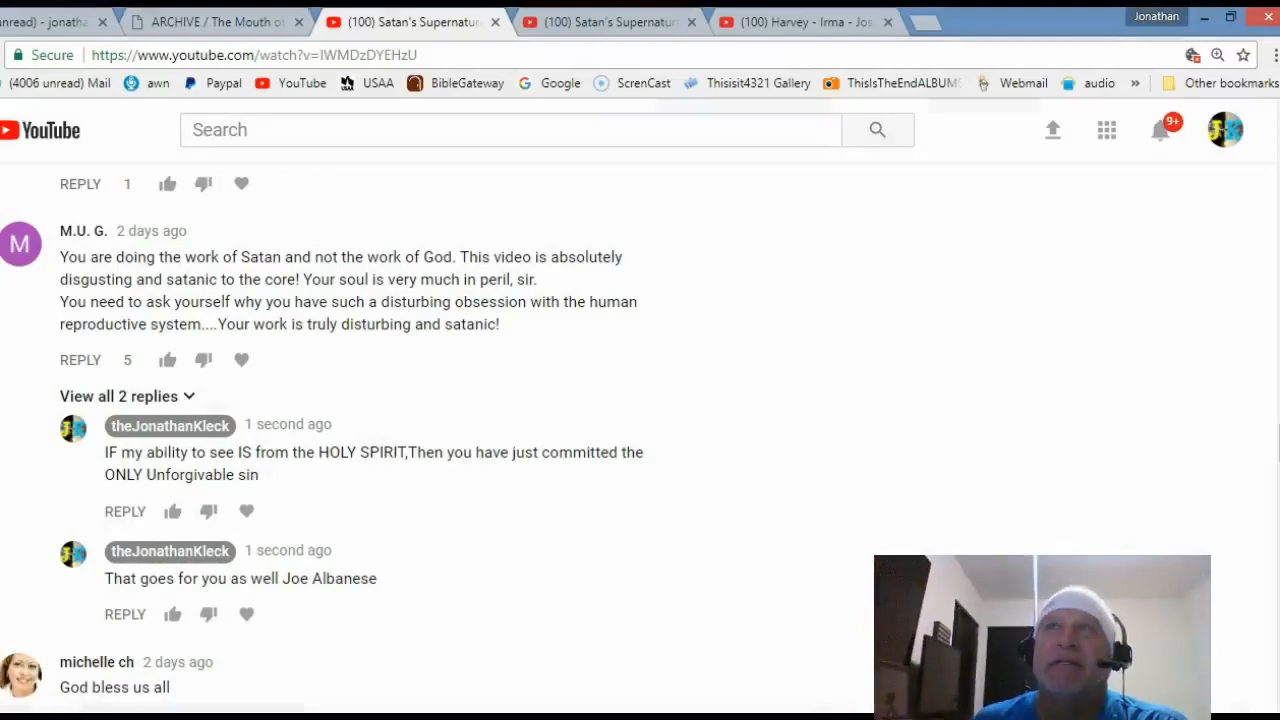 nread) - jonatha
ARCHIVE / The Mouth of
(100) Satan's Supernatur
(100) Satan's Supernatur
(100) Harvey - Irma - Jos
Jonathan
Secure
https://www.youtube.com/watch?v=IWMDzDYEHzU
(4006 unread) Mail
awn
Paypal
YouTube
USAA
BibleGateway
Google
ScrenCast
Thisisit4321 Gallery
ThisIsTheEndALBUMS
Webmail
audio
»
Other bookmarks
YouTube
Search
9+
REPLY 1
M
M.U. G. 2 days ago
You are doing the work of Satan and not the work of God. This video is absolutely
disgusting and satanic to the core! Your soul is very much in peril, sir.
You need to ask yourself why you have such a disturbing obsession with the human
reproductive system....Your work is truly disturbing and satanic!
REPLY 5
View all 2 replies
theJonathanKleck 1 second ago
IF my ability to see IS from the HOLY SPIRIT,Then you have just committed the
ONLY Unforgivable sin
REPLY
theJonathanKleck 1 second ago
That goes for you as well Joe Albanese
REPLY
michelle ch 2 days ago
God bless us all